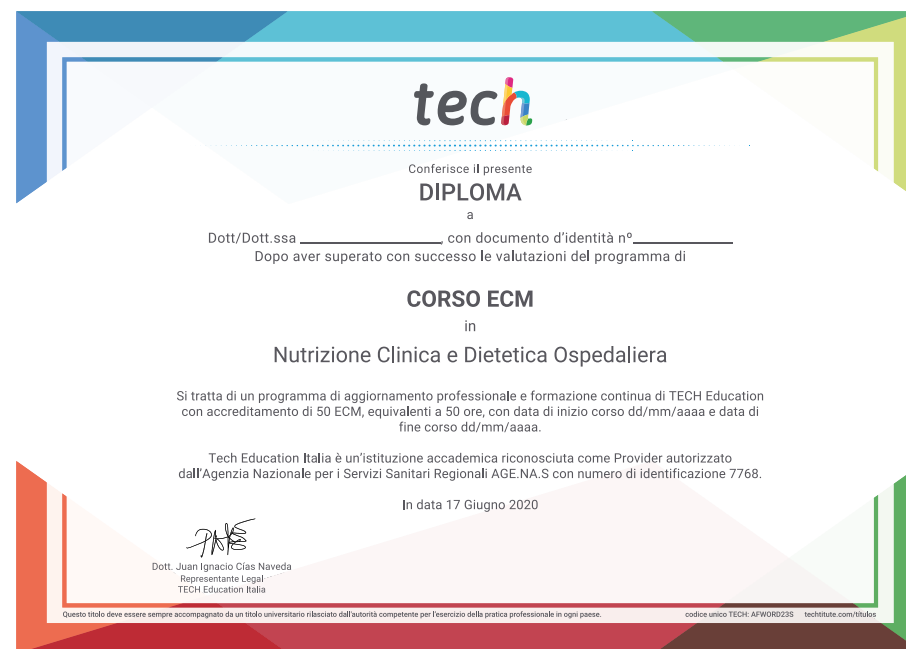 tech
Conferisce il presente
DIPLOMA
a
Dott/Dott.ssa ____________________, con documento d'identità nº______________
Dopo aver superato con successo le valutazioni del programma di
CORSO ECM
in
Nutrizione Clinica e Dietetica Ospedaliera
Si tratta di un programma di aggiornamento professionale e formazione continua di TECH Education
con accreditamento di 50 ECM, equivalenti a 50 ore, con data di inizio corso dd/mm/aaaa e data di
fine corso dd/mm/aaaa.
Tech Education Italia è un'istituzione accademica riconosciuta come Provider autorizzato
dall'Agenzia Nazionale per i Servizi Sanitari Regionali AGE.NA.S con numero di identificazione 7768.
In data 17 Giugno 2020
Dott. Juan Ignacio Cías Naveda
Representante Legal
TECH Education Italia
Questo titolo deve essere sempre accompagnato da un titolo universitario rilasciato dall'autorità competente per l'esercizio della pratica professionale in ogni paese. codice unico TECH: AFWORD23S techtitute.com/titulos